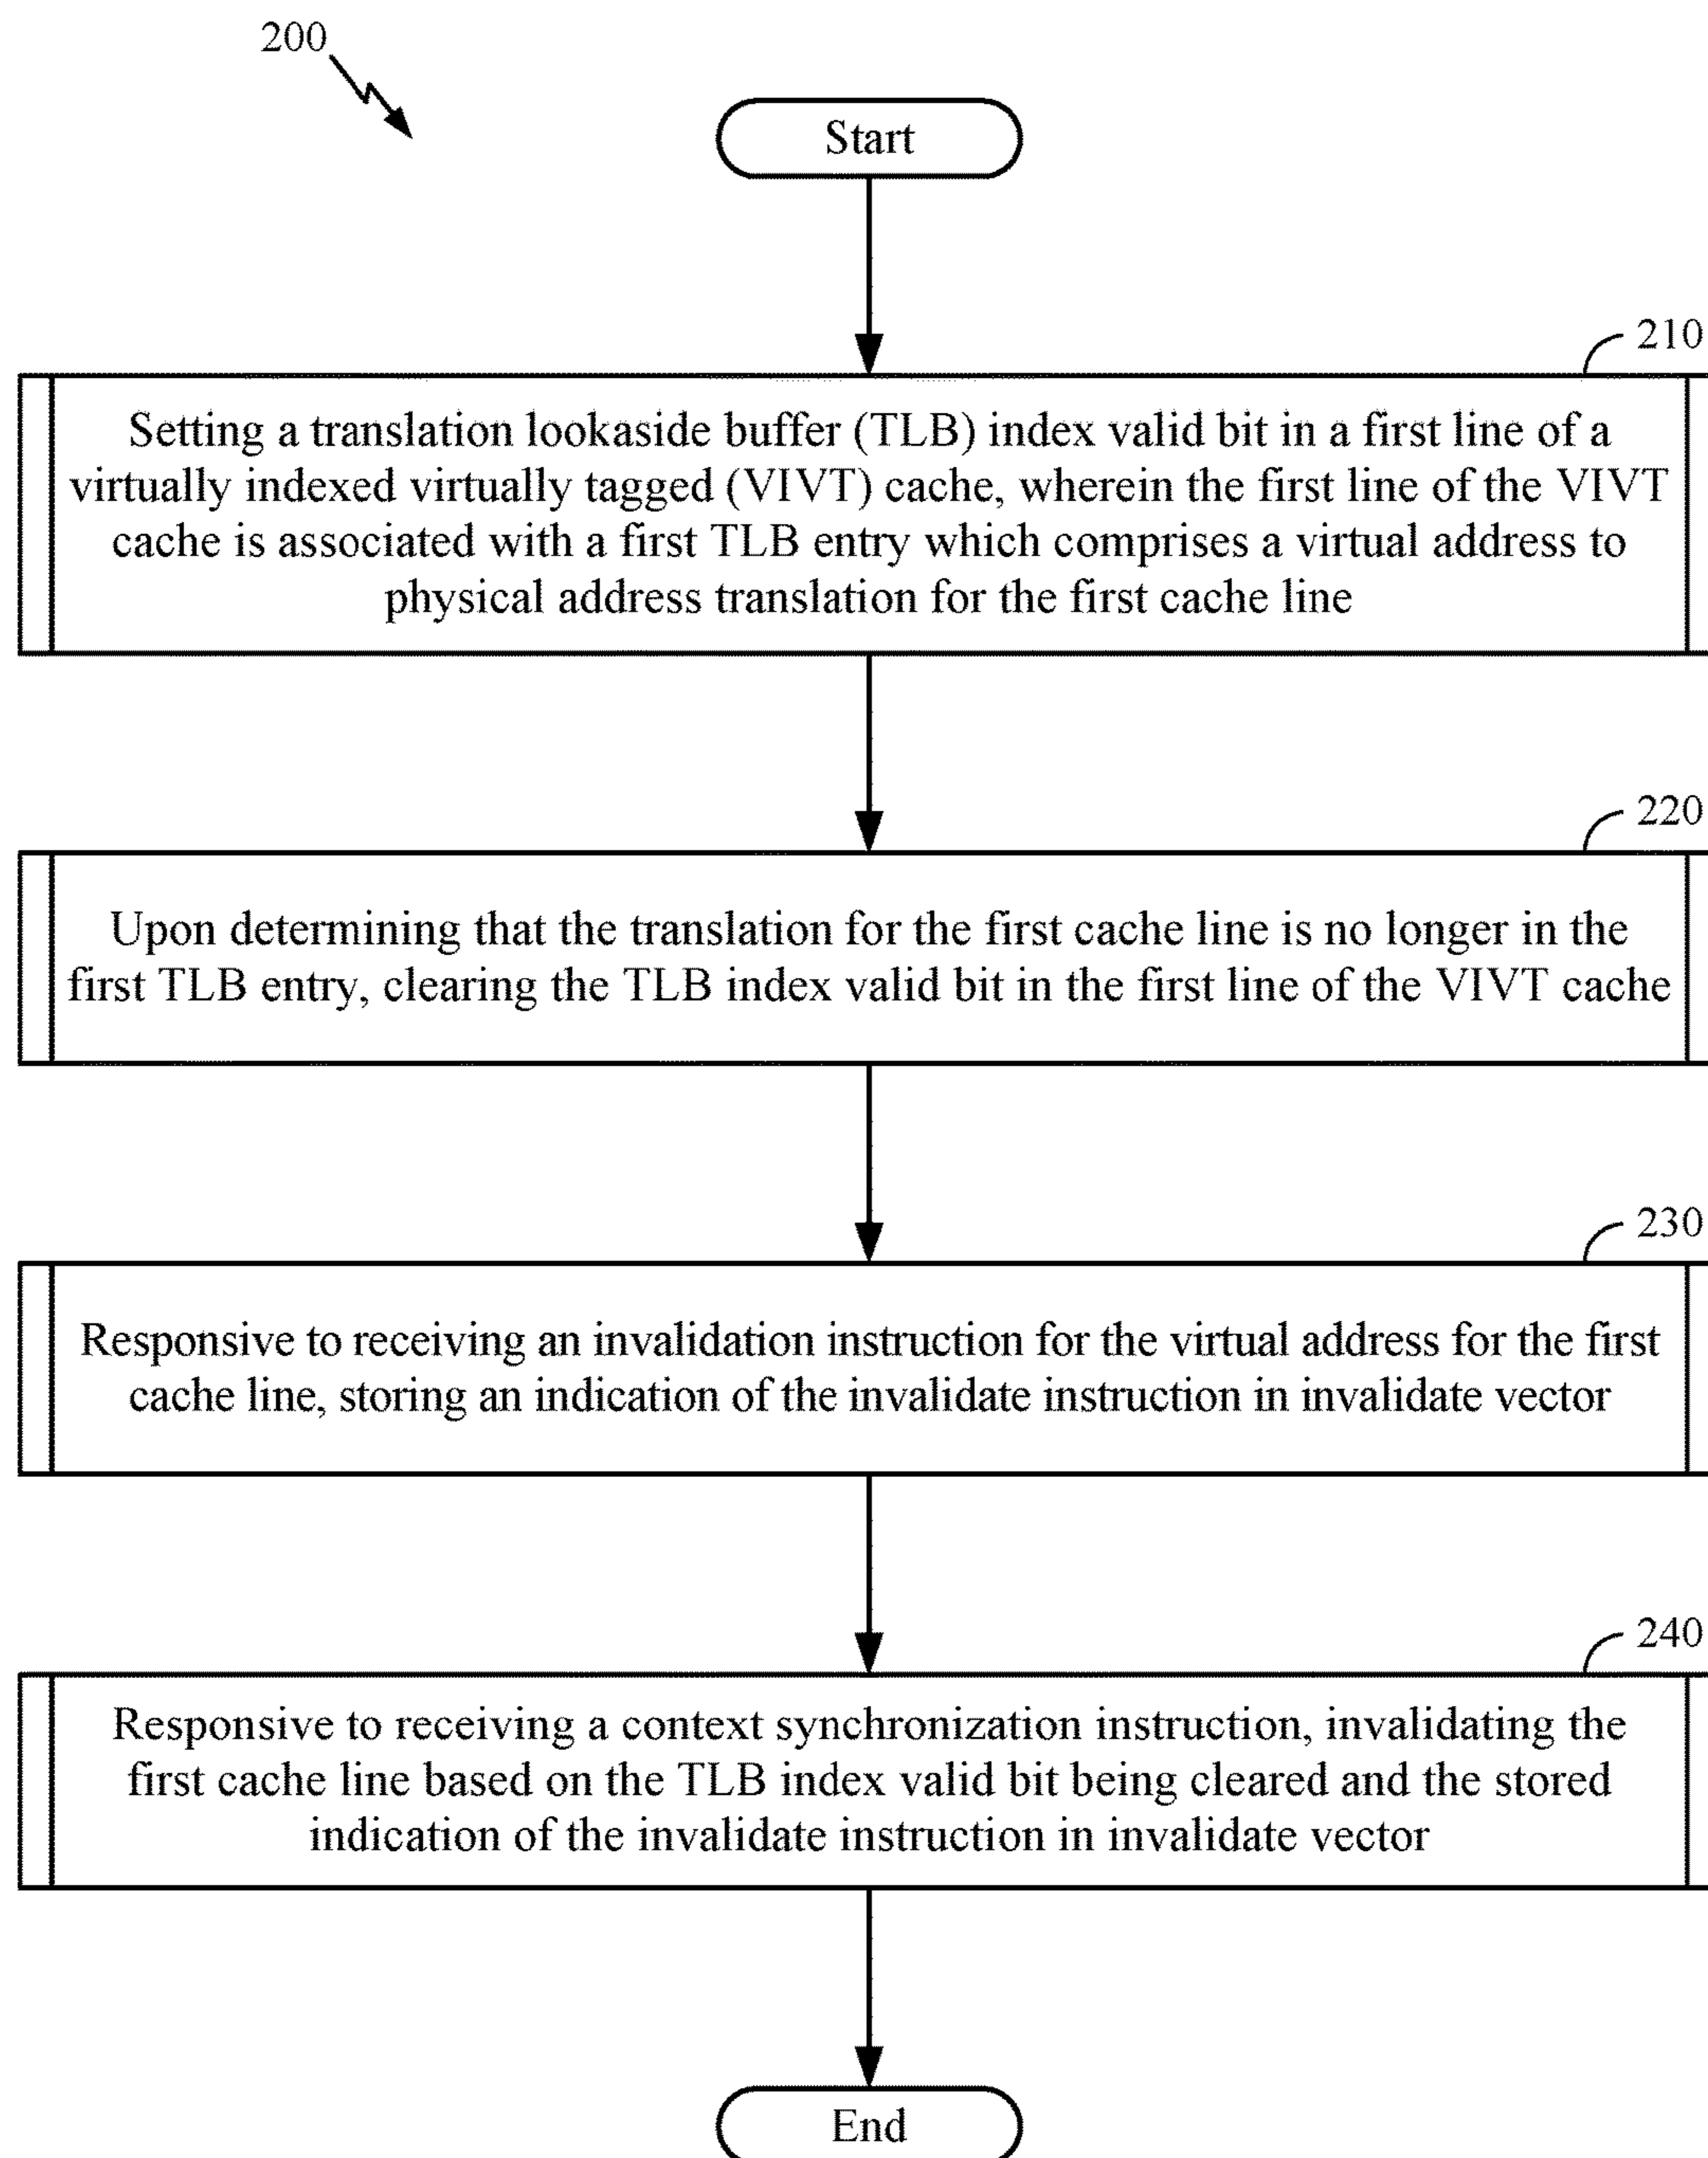 200
Start
210
Setting a translation lookaside buffer (TLB) index valid bit in a first line of a
virtually indexed virtually tagged (VIVT) cache, wherein the first line of the VIVT
cache is associated with a first TLB entry which comprises a virtual address to
physical address translation for the first cache line
220
Upon determining that the translation for the first cache line is no longer in the
first TLB entry, clearing the TLB index valid bit in the first line of the VIVT cache
230
Responsive to receiving an invalidation instruction for the virtual address for the first
cache line, storing an indication of the invalidate instruction in invalidate vector
240
Responsive to receiving a context synchronization instruction, invalidating the
first cache line based on the TLB index valid bit being cleared and the stored
indication of the invalidate instruction in invalidate vector
End